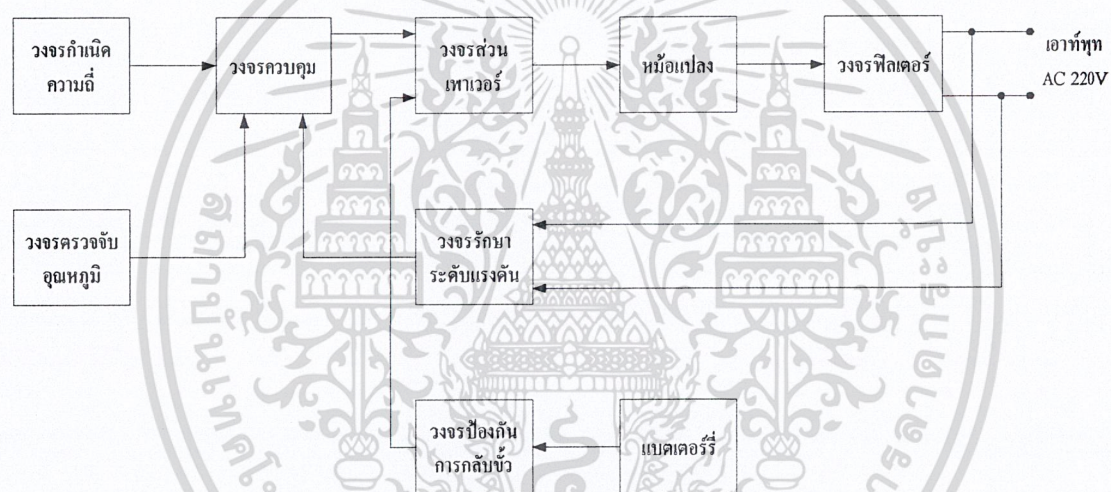 วงจรกำเนิด
ความถี่
วงจรควบคุม
วงจรส่วน
เพาเวอร์
หม้อแปลง
วงจรฟิลเตอร์
เอาท์พุท
AC 220V
วงจรตรวจจับ
อุณหภูมิ
วงจรรักษา
ระดับแรงดัน
วงจรป้องกัน
การกลับขั้ว
แบตเตอร์รี่